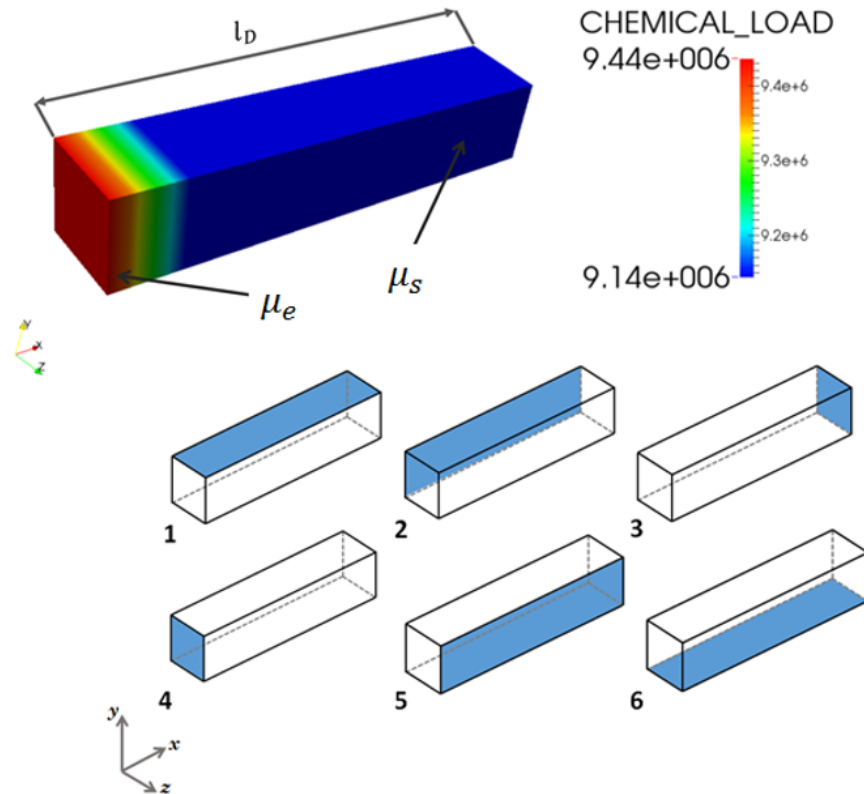 l_D
CHEMICAL_LOAD
9.44e+006
9.4e+6
9.3e+6
9.2e+6
9.14e+006
μ_e
μ_s
Y
X
Z
1
2
3
4
5
6
y
x
z